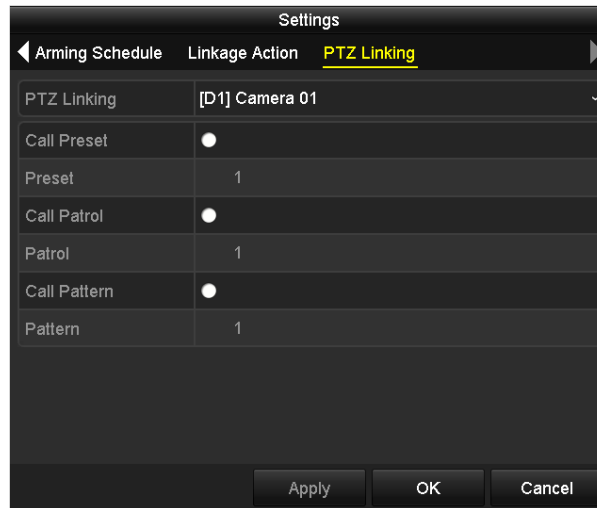 Settings
Arming Schedule Linkage Action PTZ Linking
PTZ Linking [D1] Camera 01
Call Preset
Preset 1
Call Patrol
Patrol 1
Call Pattern
Pattern 1
Apply OK Cancel